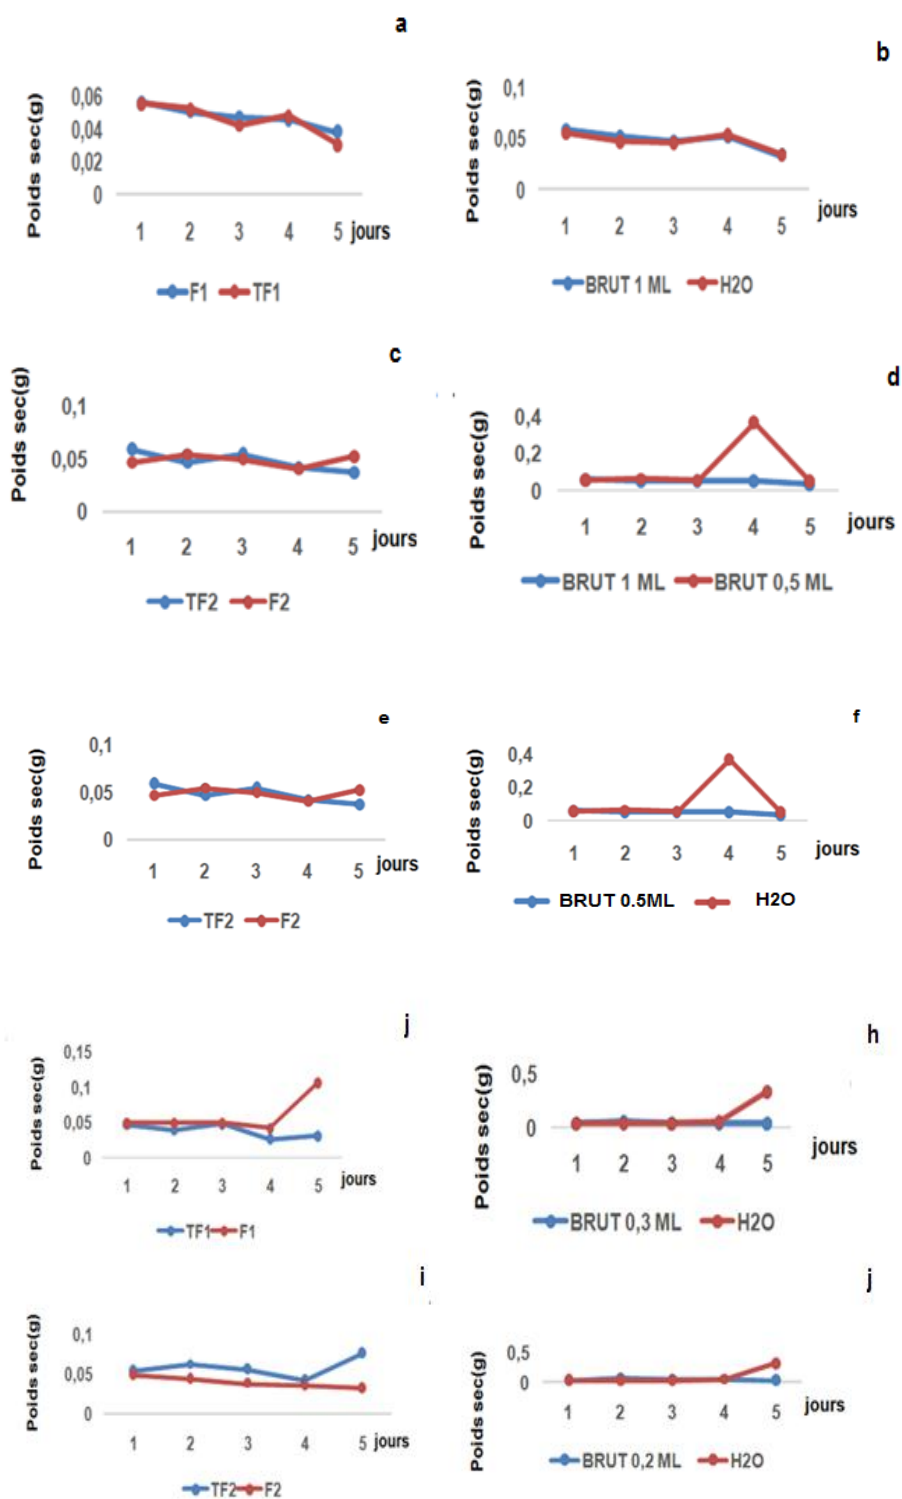 a
Poids sec(g)
0,06
0,04
0,02
0
1 2 3 4 5 jours
F1 TF1
b
Poids sec(g)
0,1
0,05
0
1 2 3 4 5 jours
BRUT 1 ML H2O
c
Poids sec(g)
0,1
0,05
0
1 2 3 4 5 jours
TF2 F2
d
Poids sec(g)
0,4
0,2
0
1 2 3 4 5 jours
BRUT 1 ML BRUT 0,5 ML
e
Poids sec(g)
0,1
0,05
0
1 2 3 4 5 jours
TF2 F2
f
Poids sec(g)
0,4
0,2
0
1 2 3 4 5 jours
BRUT 0.5ML H2O
j
Poids sec(g)
0,15
0,1
0,05
0
1 2 3 4 5 jours
TF1 F1
h
Poids sec(g)
0,5
0
1 2 3 4 5 jours
BRUT 0,3 ML H2O
i
Poids sec(g)
0,1
0,05
0
1 2 3 4 5 jours
TF2 F2
j
Poids sec(g)
0,5
0
1 2 3 4 5 jours
BRUT 0,2 ML H2O